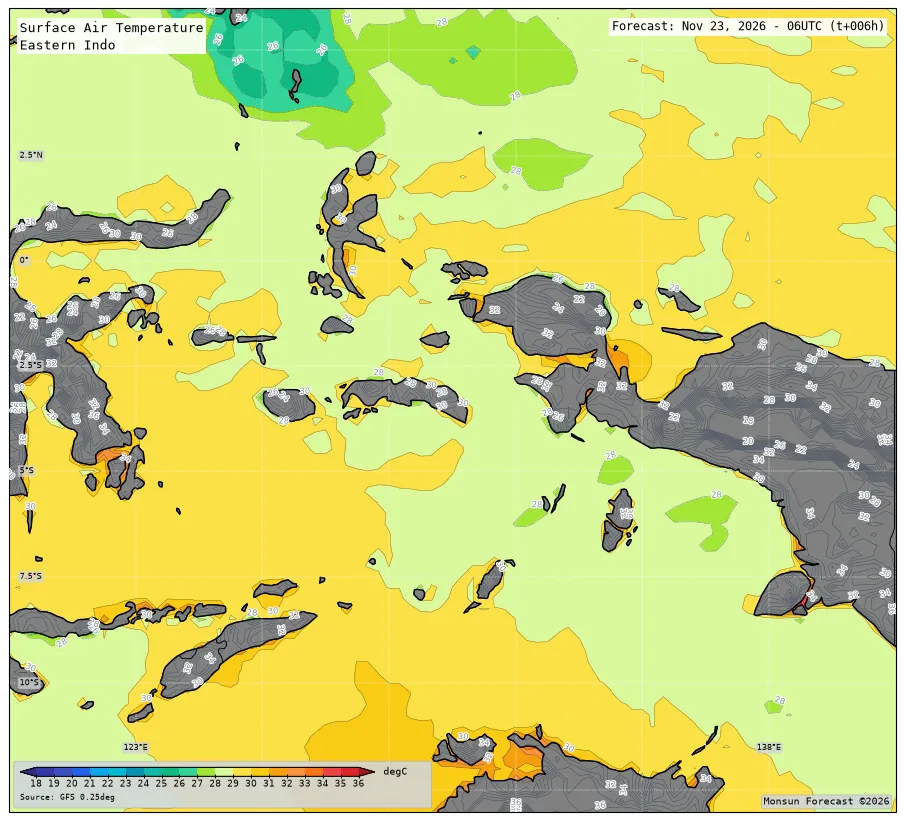 Surface Air Temperature
Eastern Indo
Forecast: Nov 23, 2026 - 06UTC (t+006h)
2.5°N
0°
2.5°S
5°S
7.5°S
10°S
123°E
138°E
18 19 20 21 22 23 24 25 26 27 28 29 30 31 32 33 34 35 36 degC
Source: GFS 0.25deg
Monsun Forecast ©2026